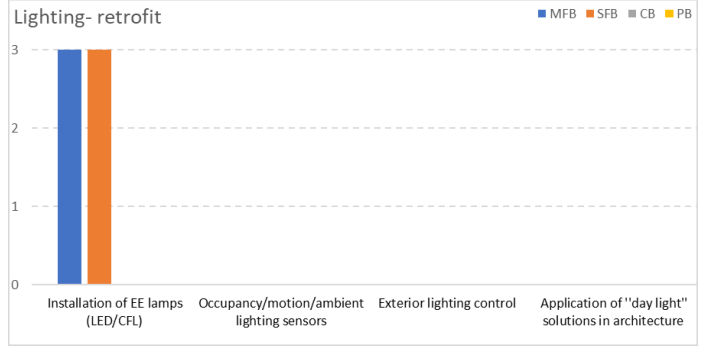 Lighting- retrofit
MFB SFB CB PB
3
2
1
0
Installation of EE lamps
(LED/CFL)
Occupancy/motion/ambient
lighting sensors
Exterior lighting control
Application of "day light"
solutions in architecture